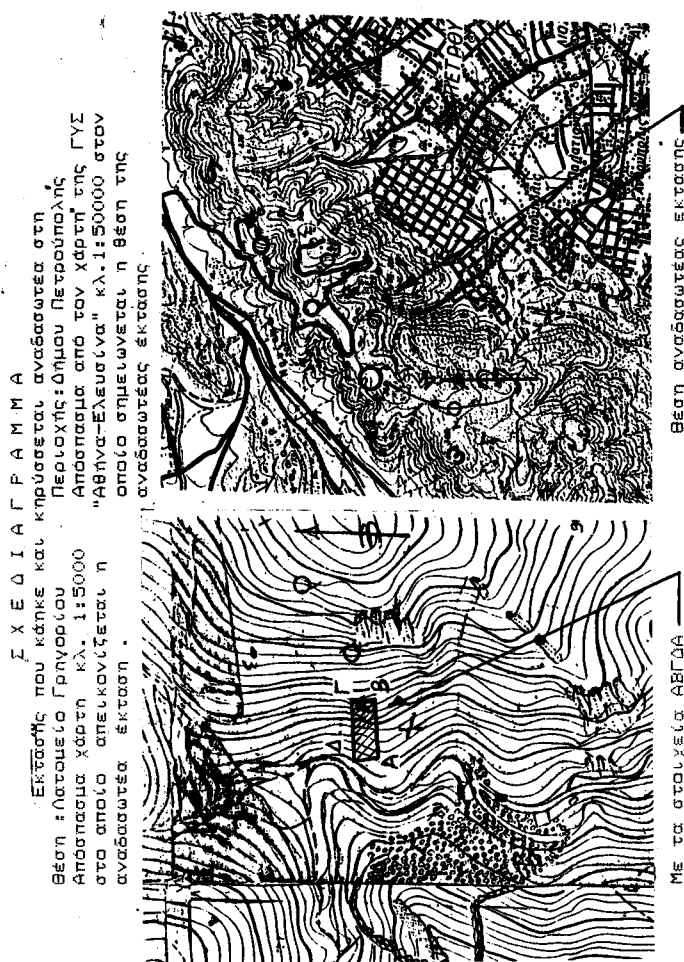 ΣΧΕΔΙΑΓΡΑΜΜΑ
Εκτασης που κάηκε και κηρύσσεται αναδασωτέα στη
θέση :Λατομείο Γρηγορίου Περιοχής:Δήμου Πετρούπολης
Απόσπασμα χάρτη κλ. 1:5000
στο οποίο απεικονίζεται η
αναδασωτέα έκταση .
Απόσπασμα από τον χάρτη της ΓΥΣ
"Αθήνα-Ελευσίνα" κλ.1:50000 στον
οποίο σημειώνεται η θέση της
αναδασωτέας έκτασης.
Δ Γ
Α Β
Με τα στοιχεία ΑΒΓΔΑ
θέση αναδασωτέας έκτασης